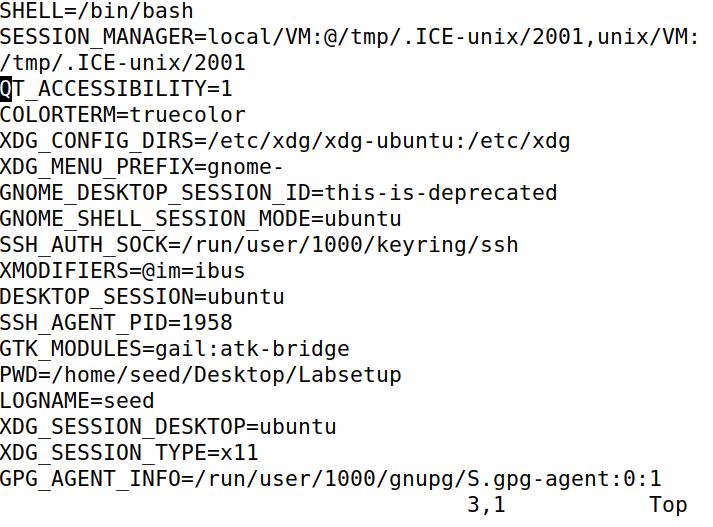 SHELL=/bin/bash
SESSION_MANAGER=local/VM:@/tmp/.ICE-unix/2001,unix/VM:
/tmp/.ICE-unix/2001
QT_ACCESSIBILITY=1
COLORTERM=truecolor
XDG_CONFIG_DIRS=/etc/xdg/xdg-ubuntu:/etc/xdg
XDG_MENU_PREFIX=gnome-
GNOME_DESKTOP_SESSION_ID=this-is-deprecated
GNOME_SHELL_SESSION_MODE=ubuntu
SSH_AUTH_SOCK=/run/user/1000/keyring/ssh
XMODIFIERS=@im=ibus
DESKTOP_SESSION=ubuntu
SSH_AGENT_PID=1958
GTK_MODULES=gail:atk-bridge
PWD=/home/seed/Desktop/Labsetup
LOGNAME=seed
XDG_SESSION_DESKTOP=ubuntu
XDG_SESSION_TYPE=x11
GPG_AGENT_INFO=/run/user/1000/gnupg/S.gpg-agent:0:1
3,1 Top